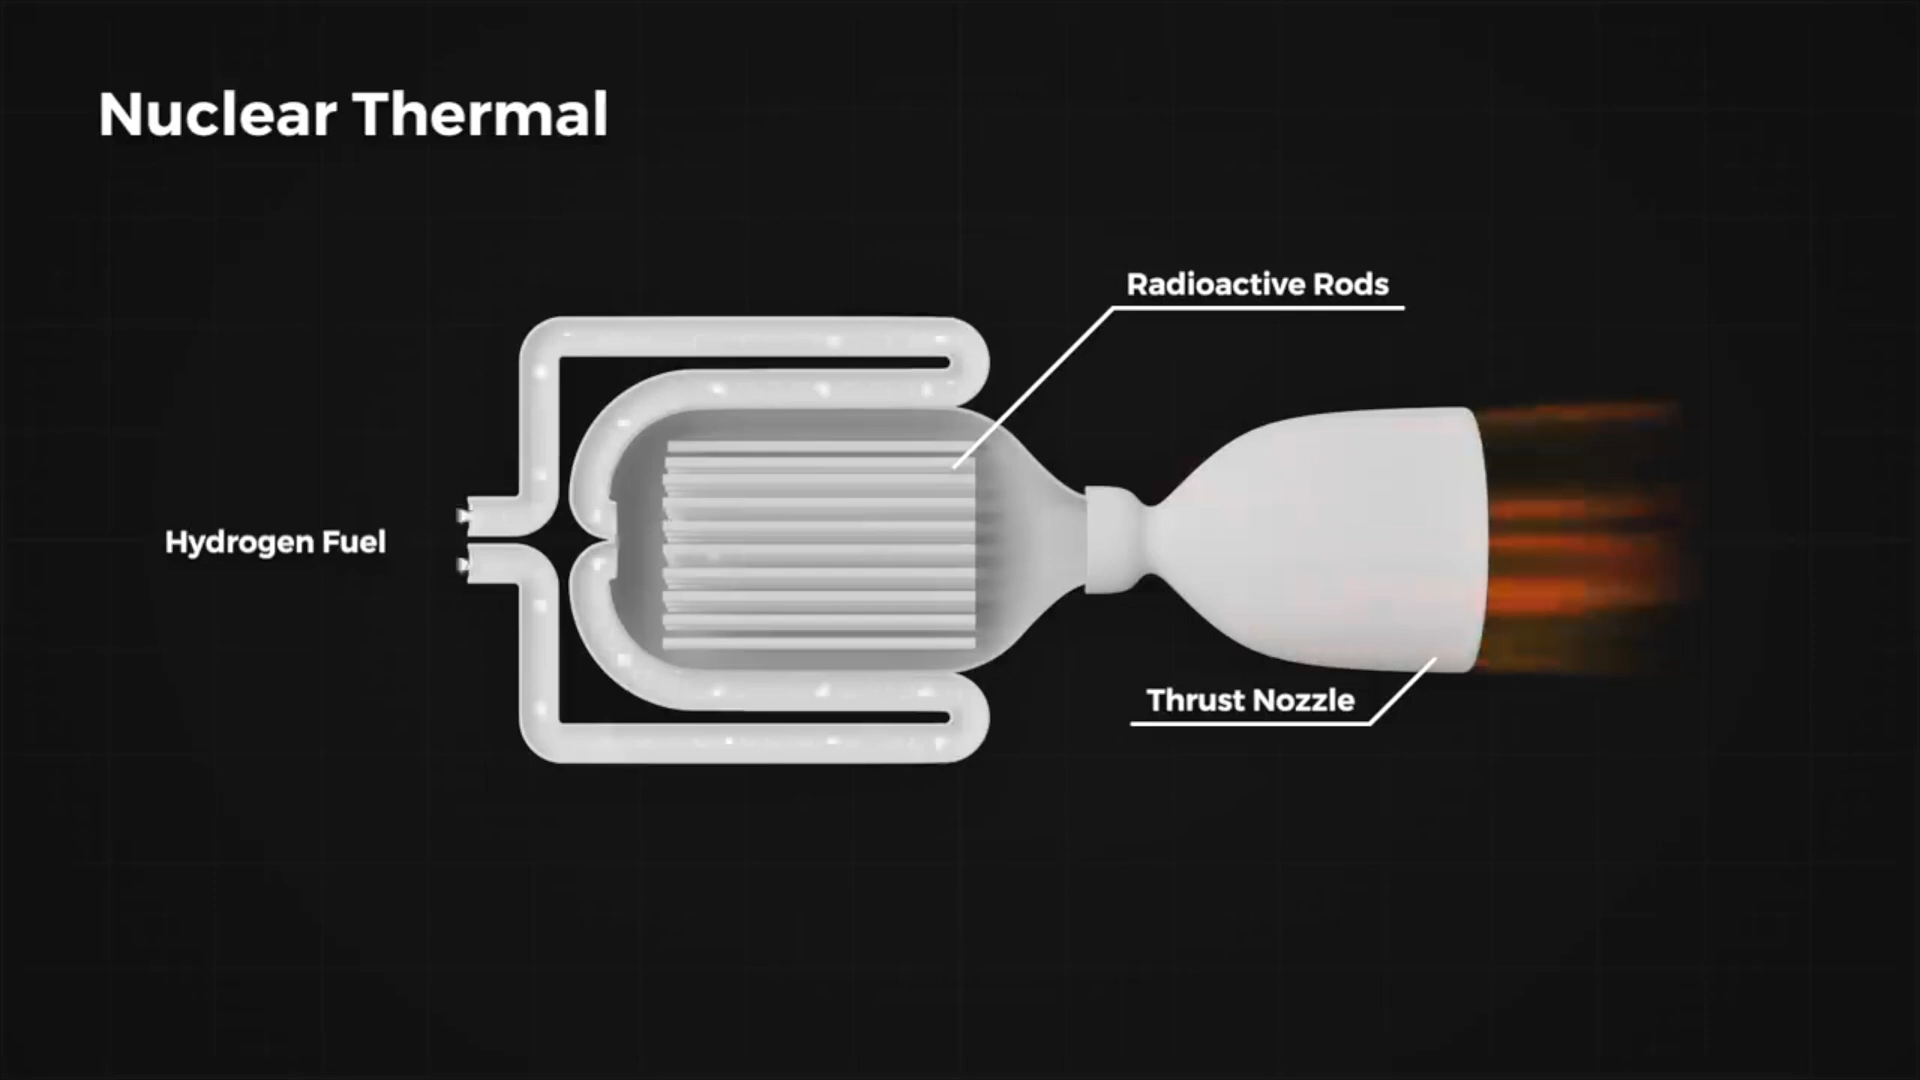 Nuclear Thermal
Radioactive Rods
Hydrogen Fuel
Thrust Nozzle